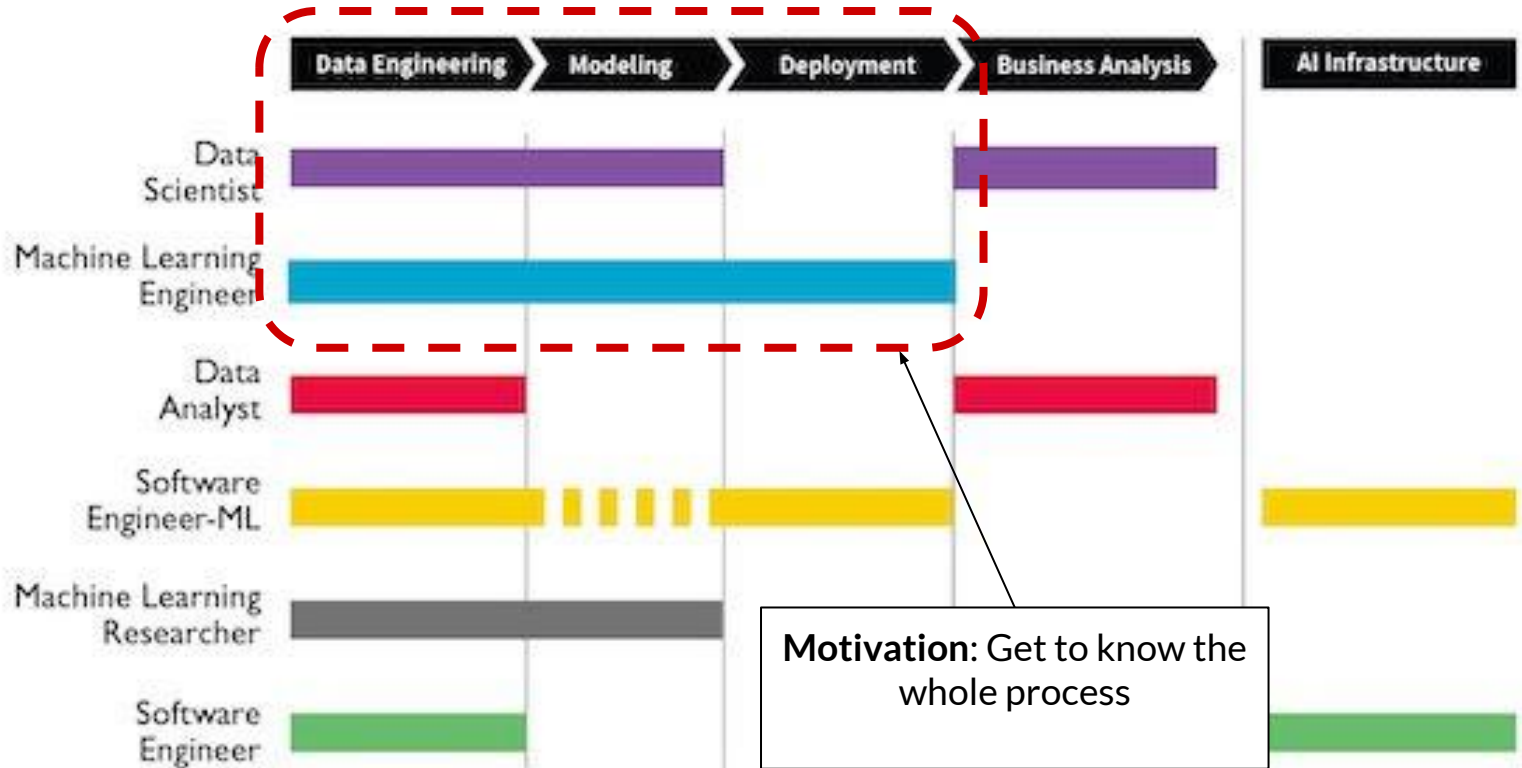 Data Engineering
Modeling
Deployment
Business Analysis
AI Infrastructure
Data
Scientist
Machine Learning
Engineer
Data
Analyst
Software
Engineer-ML
Machine Learning
Researcher
Motivation: Get to know the
whole process
Software
Engineer